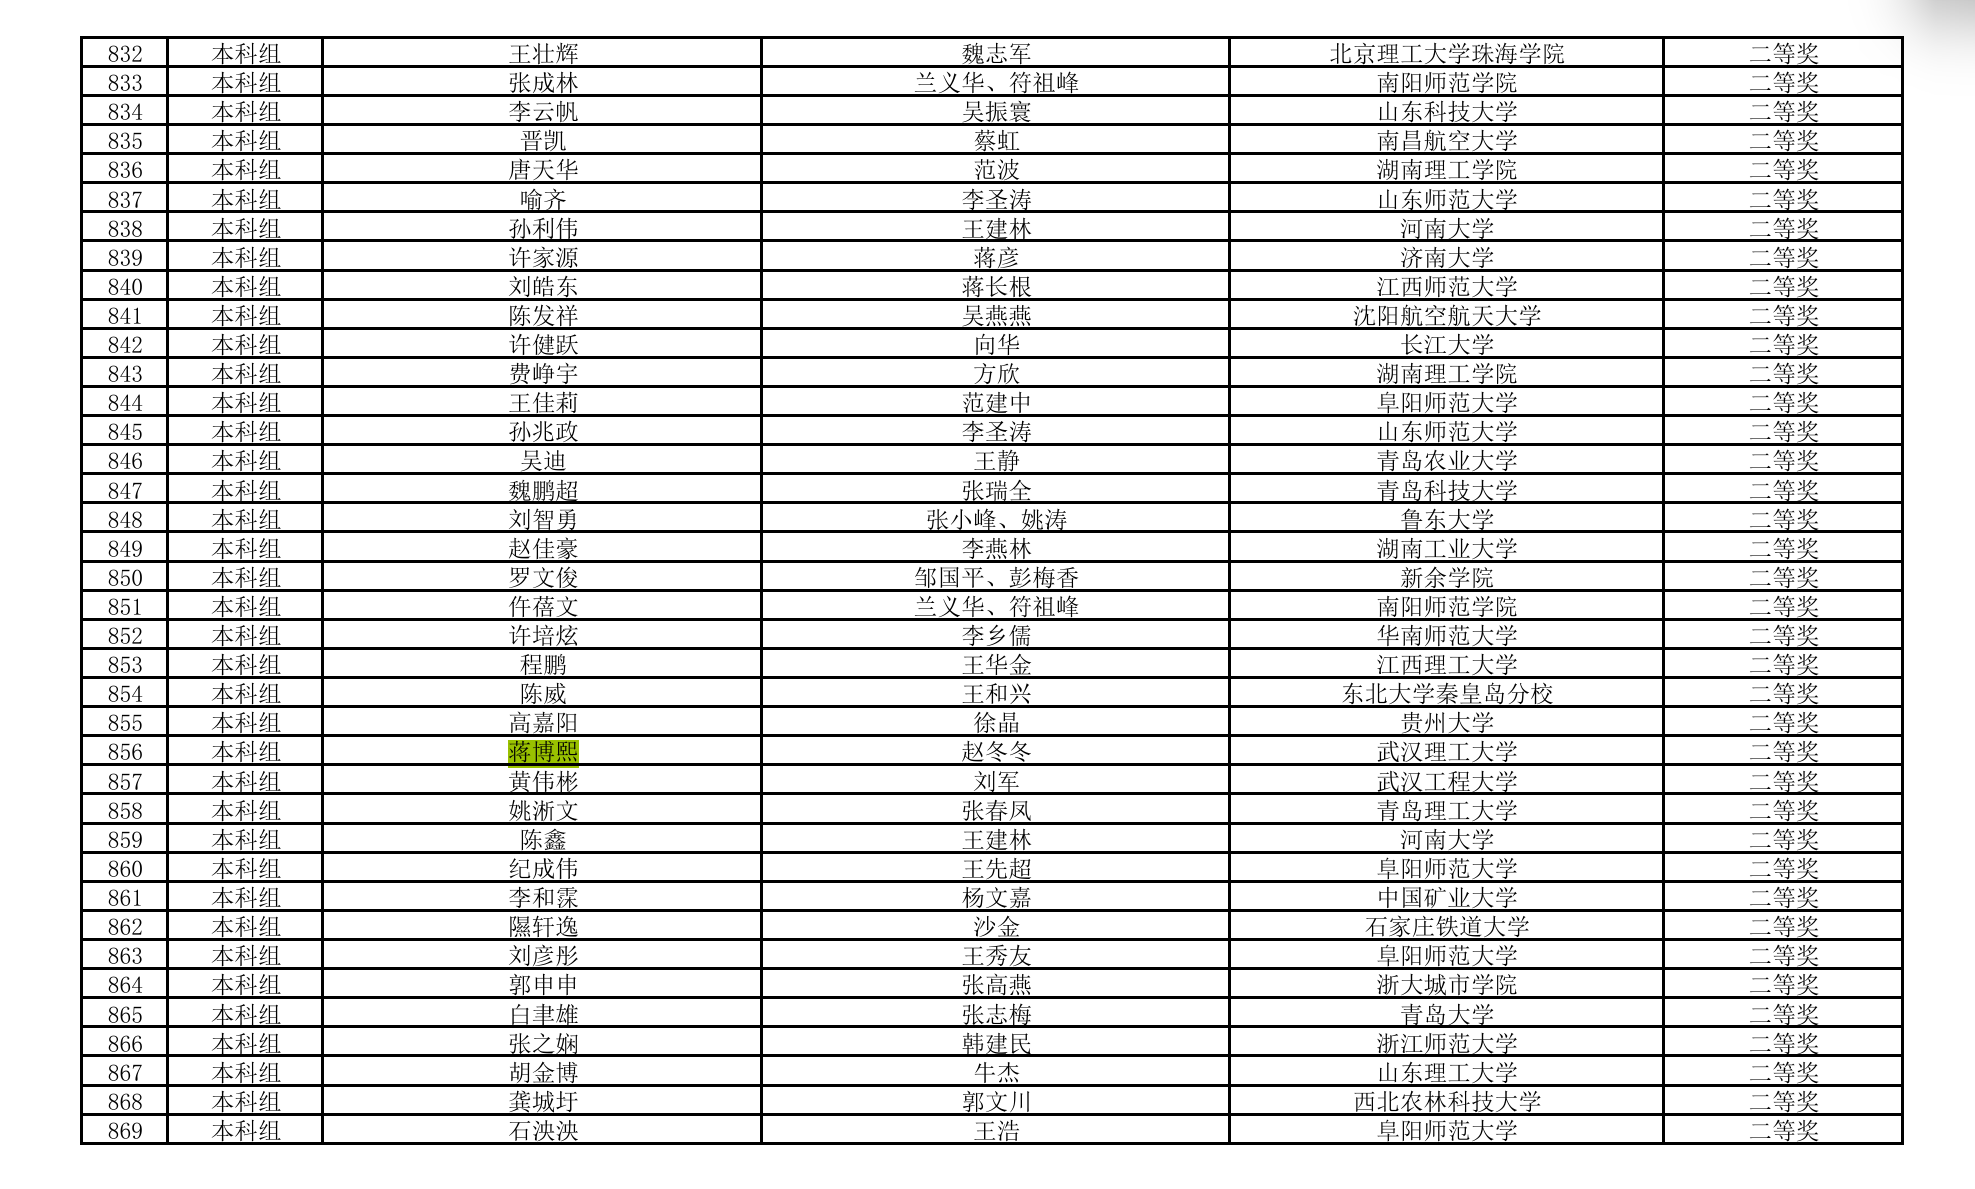 832 本科组 王壮辉 魏志军 北京理工大学珠海学院 二等奖
833 本科组 张成林 兰义华、符祖峰 南阳师范学院 二等奖
834 本科组 李云帆 吴振寰 山东科技大学 二等奖
835 本科组 晋凯 蔡虹 南昌航空大学 二等奖
836 本科组 唐天华 范波 湖南理工学院 二等奖
837 本科组 喻齐 李圣涛 山东师范大学 二等奖
838 本科组 孙利伟 王建林 河南大学 二等奖
839 本科组 许家源 蒋彦 济南大学 二等奖
840 本科组 刘皓东 蒋长根 江西师范大学 二等奖
841 本科组 陈发祥 吴燕燕 沈阳航空航天大学 二等奖
842 本科组 许健跃 向华 长江大学 二等奖
843 本科组 费峥宇 方欣 湖南理工学院 二等奖
844 本科组 王佳莉 范建中 阜阳师范大学 二等奖
845 本科组 孙兆政 李圣涛 山东师范大学 二等奖
846 本科组 吴迪 王静 青岛农业大学 二等奖
847 本科组 魏鹏超 张瑞全 青岛科技大学 二等奖
848 本科组 刘智勇 张小峰、姚涛 鲁东大学 二等奖
849 本科组 赵佳豪 李燕林 湖南工业大学 二等奖
850 本科组 罗文俊 邹国平、彭梅香 新余学院 二等奖
851 本科组 仵蓓文 兰义华、符祖峰 南阳师范学院 二等奖
852 本科组 许培炫 李乡儒 华南师范大学 二等奖
853 本科组 程鹏 王华金 江西理工大学 二等奖
854 本科组 陈威 王和兴 东北大学秦皇岛分校 二等奖
855 本科组 高嘉阳 徐晶 贵州大学 二等奖
856 本科组 蒋博熙 赵冬冬 武汉理工大学 二等奖
857 本科组 黄伟彬 刘军 武汉工程大学 二等奖
858 本科组 姚淅文 张春凤 青岛理工大学 二等奖
859 本科组 陈鑫 王建林 河南大学 二等奖
860 本科组 纪成伟 王先超 阜阳师范大学 二等奖
861 本科组 李和霂 杨文嘉 中国矿业大学 二等奖
862 本科组 隰轩逸 沙金 石家庄铁道大学 二等奖
863 本科组 刘彦彤 王秀友 阜阳师范大学 二等奖
864 本科组 郭申申 张高燕 浙大城市学院 二等奖
865 本科组 白聿雄 张志梅 青岛大学 二等奖
866 本科组 张之娴 韩建民 浙江师范大学 二等奖
867 本科组 胡金博 牛杰 山东理工大学 二等奖
868 本科组 龚城圩 郭文川 西北农林科技大学 二等奖
869 本科组 石泱泱 王浩 阜阳师范大学 二等奖